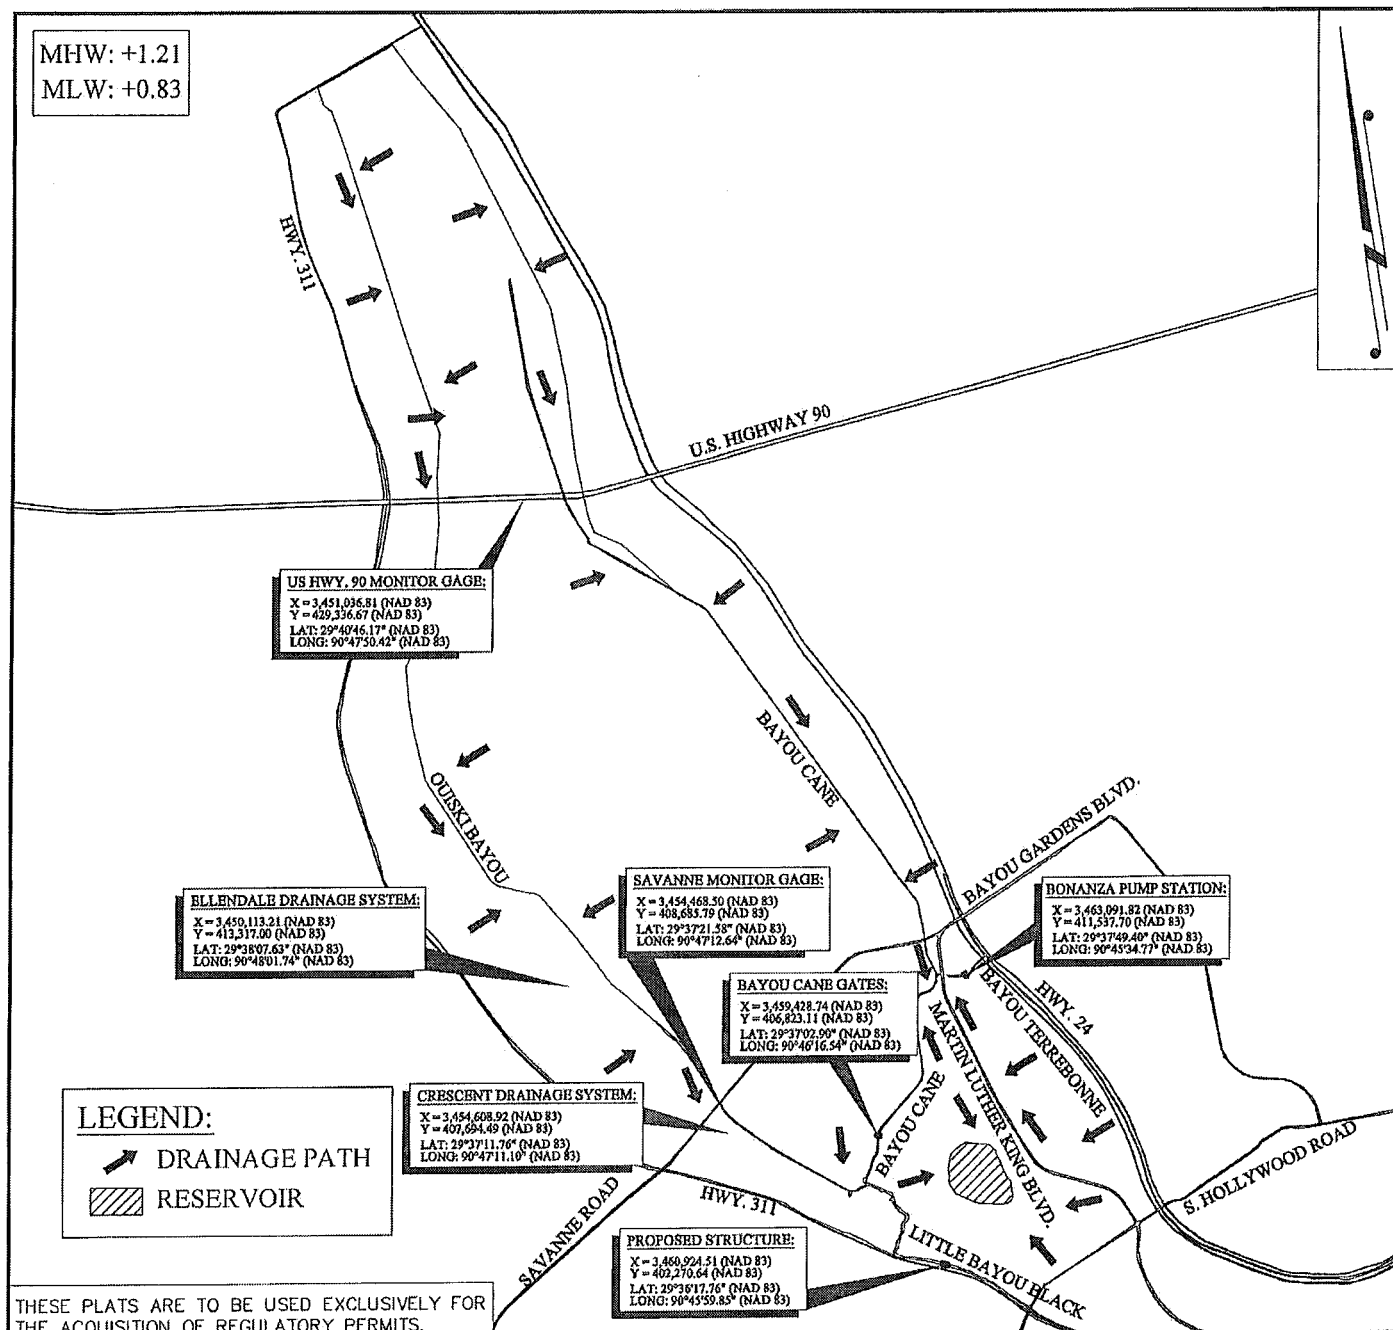 MHW: +1.21
MLW: +0.83
HWY. 311
U.S. HIGHWAY 90
US HWY. 90 MONITOR GAGE:
X = 3,451,036.81 (NAD 83)
Y = 429,336.67 (NAD 83)
LAT: 29°40'46.17" (NAD 83)
LONG: 90°47'50.42" (NAD 83)
BAYOU CANE
OUISKI BAYOU
BAYOU GARDENS BLVD.
SAVANNE MONITOR GAGE:
X = 3,454,468.50 (NAD 83)
Y = 408,685.79 (NAD 83)
LAT: 29°37'21.58" (NAD 83)
LONG: 90°47'12.64" (NAD 83)
BONANZA PUMP STATION:
X = 3,463,091.82 (NAD 83)
Y = 411,537.70 (NAD 83)
LAT: 29°37'49.40" (NAD 83)
LONG: 90°45'34.77" (NAD 83)
ELLENDALE DRAINAGE SYSTEM:
X = 3,450,113.21 (NAD 83)
Y = 413,317.00 (NAD 83)
LAT: 29°38'07.63" (NAD 83)
LONG: 90°48'01.74" (NAD 83)
BAYOU CANE GATES:
X = 3,459,428.74 (NAD 83)
Y = 406,823.11 (NAD 83)
LAT: 29°37'02.90" (NAD 83)
LONG: 90°46'16.54" (NAD 83)
HWY. 24
BAYOU TERREBONNE
MARTIN LUTHER KING BLVD.
BAYOU CANE
CRESCENT DRAINAGE SYSTEM:
X = 3,454,608.92 (NAD 83)
Y = 407,694.49 (NAD 83)
LAT: 29°37'11.76" (NAD 83)
LONG: 90°47'11.10" (NAD 83)
LEGEND:
DRAINAGE PATH
RESERVOIR
S. HOLLYWOOD ROAD
HWY. 311
SAVANNE ROAD
LITTLE BAYOU BLACK
PROPOSED STRUCTURE:
X = 3,460,924.51 (NAD 83)
Y = 402,270.64 (NAD 83)
LAT: 29°36'17.76" (NAD 83)
LONG: 90°45'59.85" (NAD 83)
THESE PLATS ARE TO BE USED EXCLUSIVELY FOR
THE ACQUISITION OF REGULATORY PERMITS.